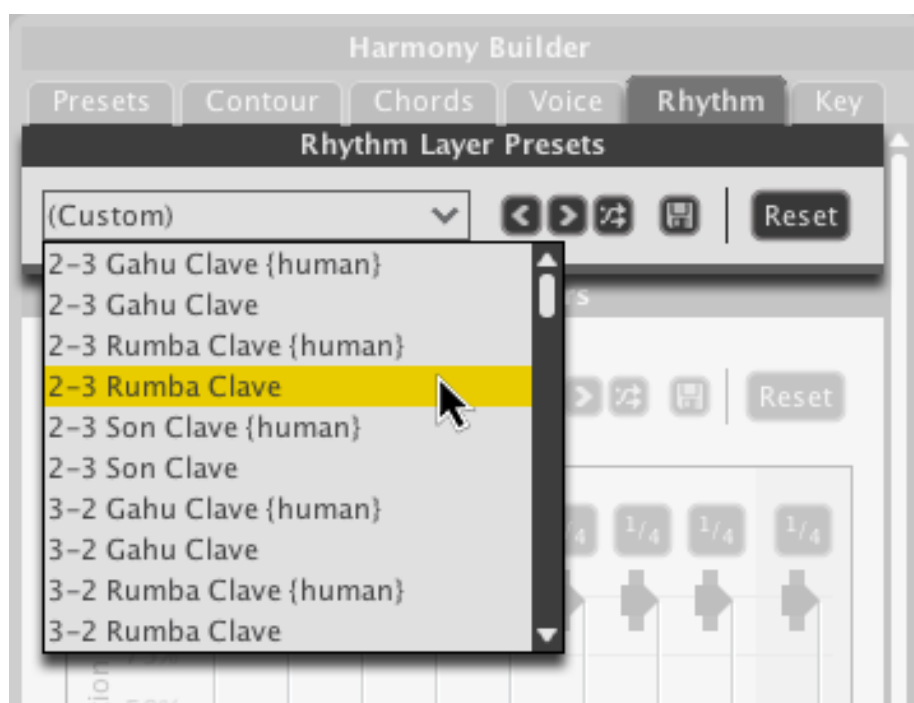 Harmony Builder
Presets Contour Chords Voice Rhythm Key
Rhythm Layer Presets
(Custom) Reset
2-3 Gahu Clave {human}
2-3 Gahu Clave
2-3 Rumba Clave {human}
2-3 Rumba Clave
Reset
2-3 Son Clave {human}
2-3 Son Clave
3-2 Gahu Clave {human}
1/4 1/4 1/4
3-2 Gahu Clave
3-2 Rumba Clave {human}
3-2 Rumba Clave